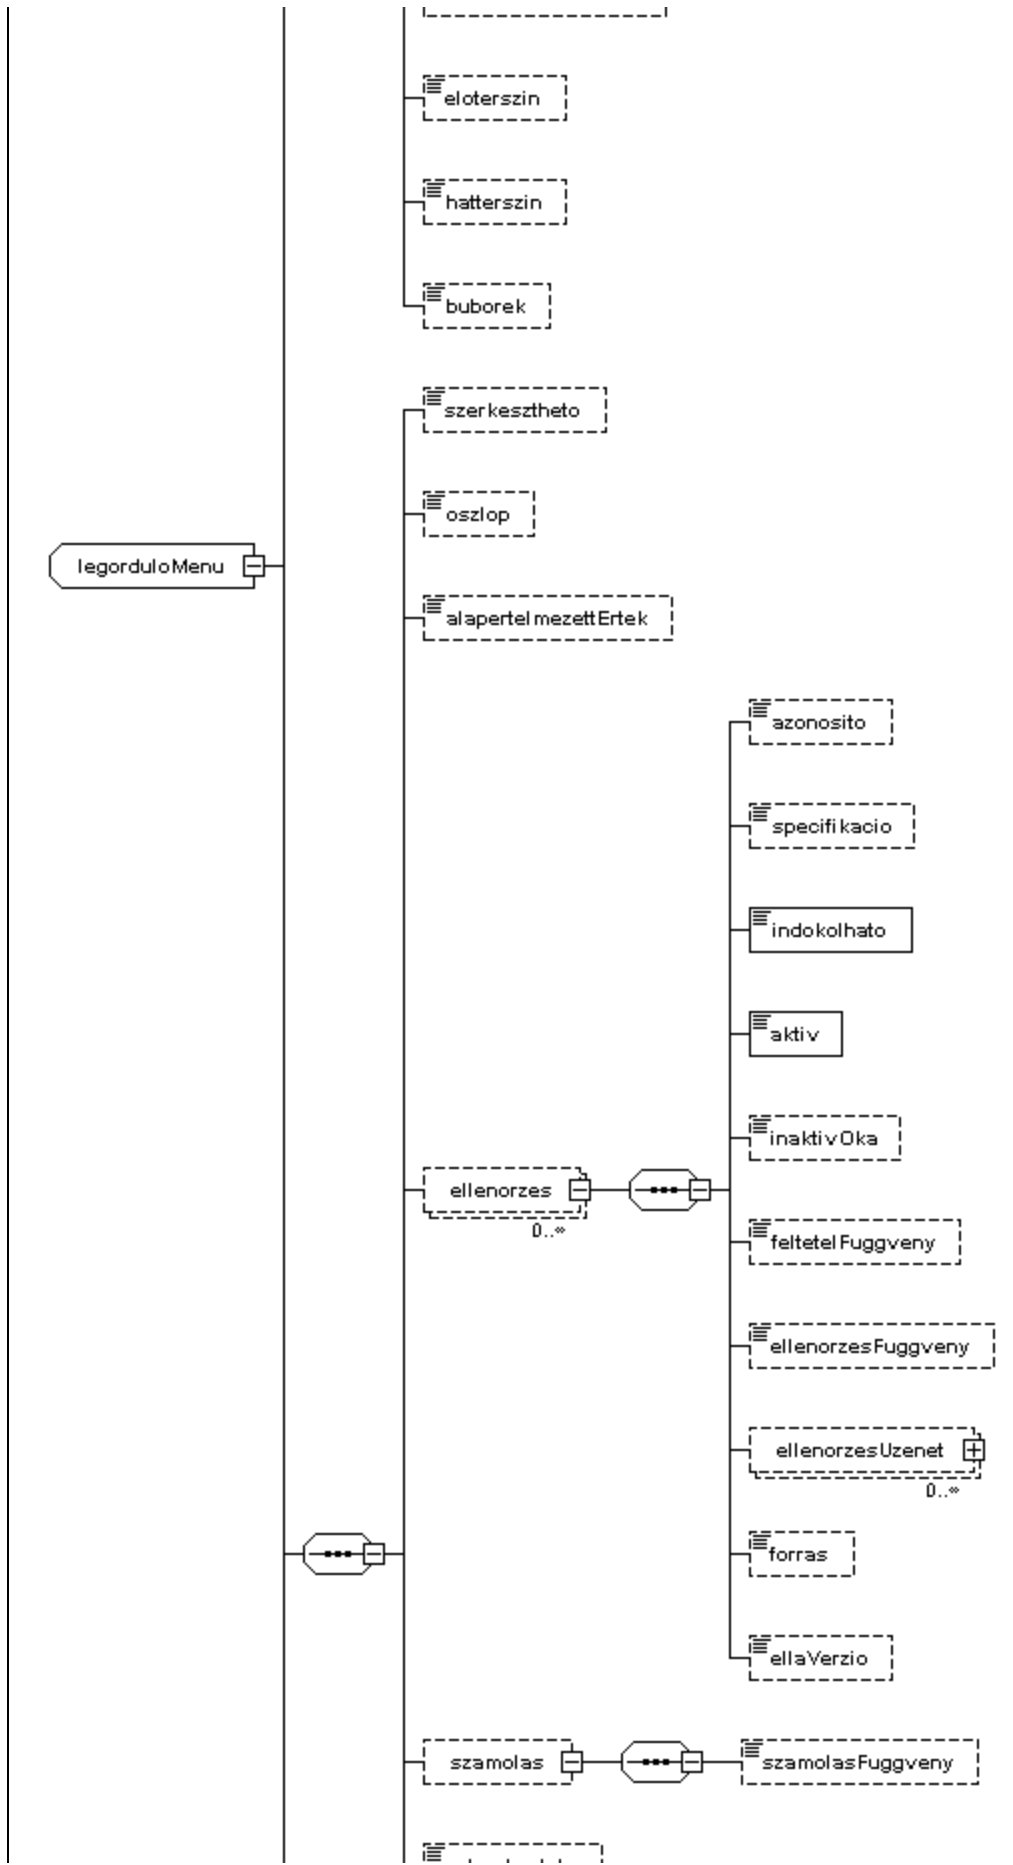 eloterszin
hatterszin
buborek
szerkesztheto
oszlop
legorduloMenu
alapertelmezettErtek
azonosito
specifikacio
indokolhato
aktiv
inaktivOka
ellenorzes
0..∞
feltetelFuggveny
ellenorzesFuggveny
ellenorzesUzenet
0..∞
forras
ellaVerzio
szamolas
szamolasFuggveny